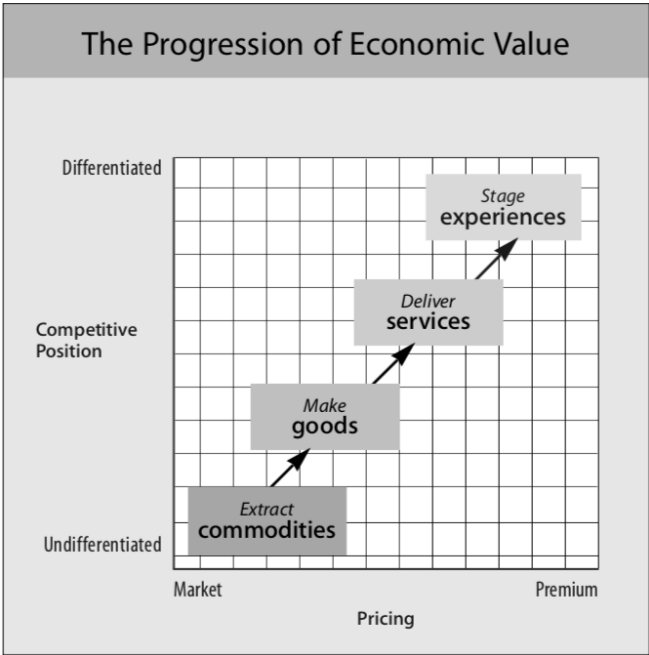 The Progression of Economic Value
Differentiated
Stage
experiences
Deliver
services
Competitive
Position
Make
goods
Extract
commodities
Undifferentiated
Market
Premium
Pricing